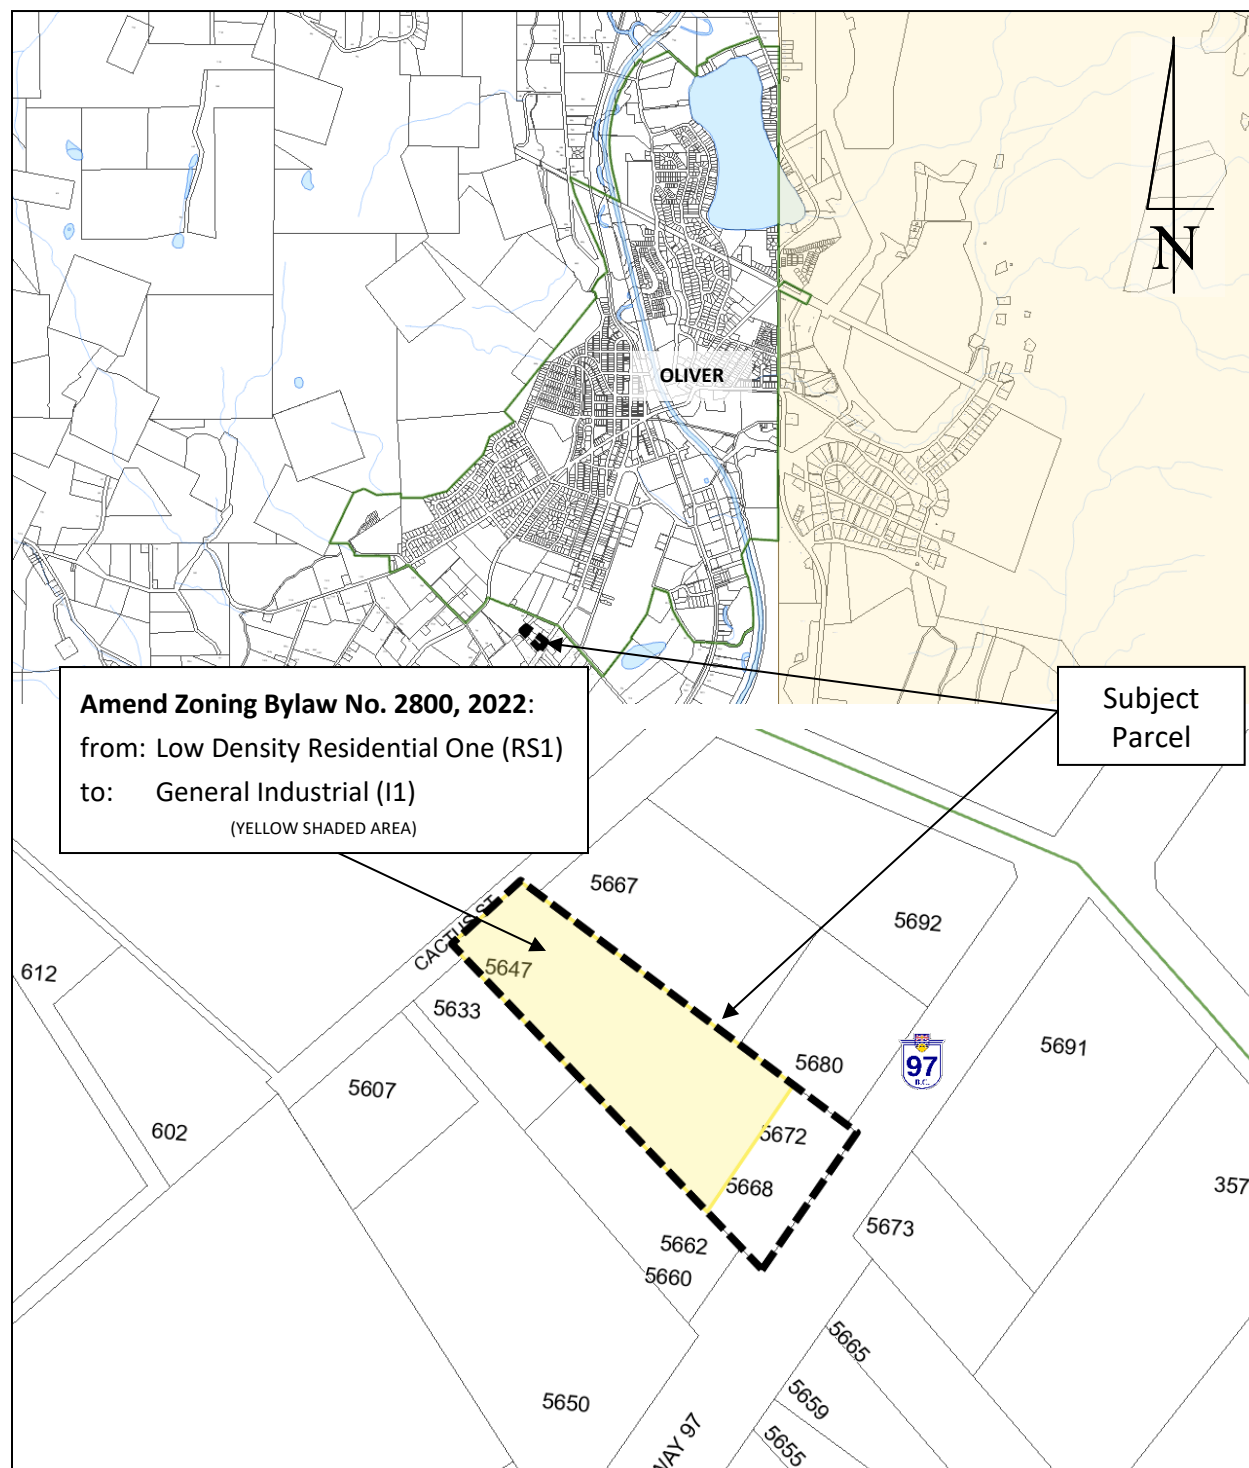 N
OLIVER
Amend Zoning Bylaw No. 2800, 2022:
from: Low Density Residential One (RS1)
to: General Industrial (I1)
(YELLOW SHADED AREA)
Subject
Parcel
5667
5692
CACTUS ST
5647
612
5633
5691
97
B.C.
5680
5607
602
5672
5668
357
5673
5662
5660
5665
5659
5650
5655
WAY 97